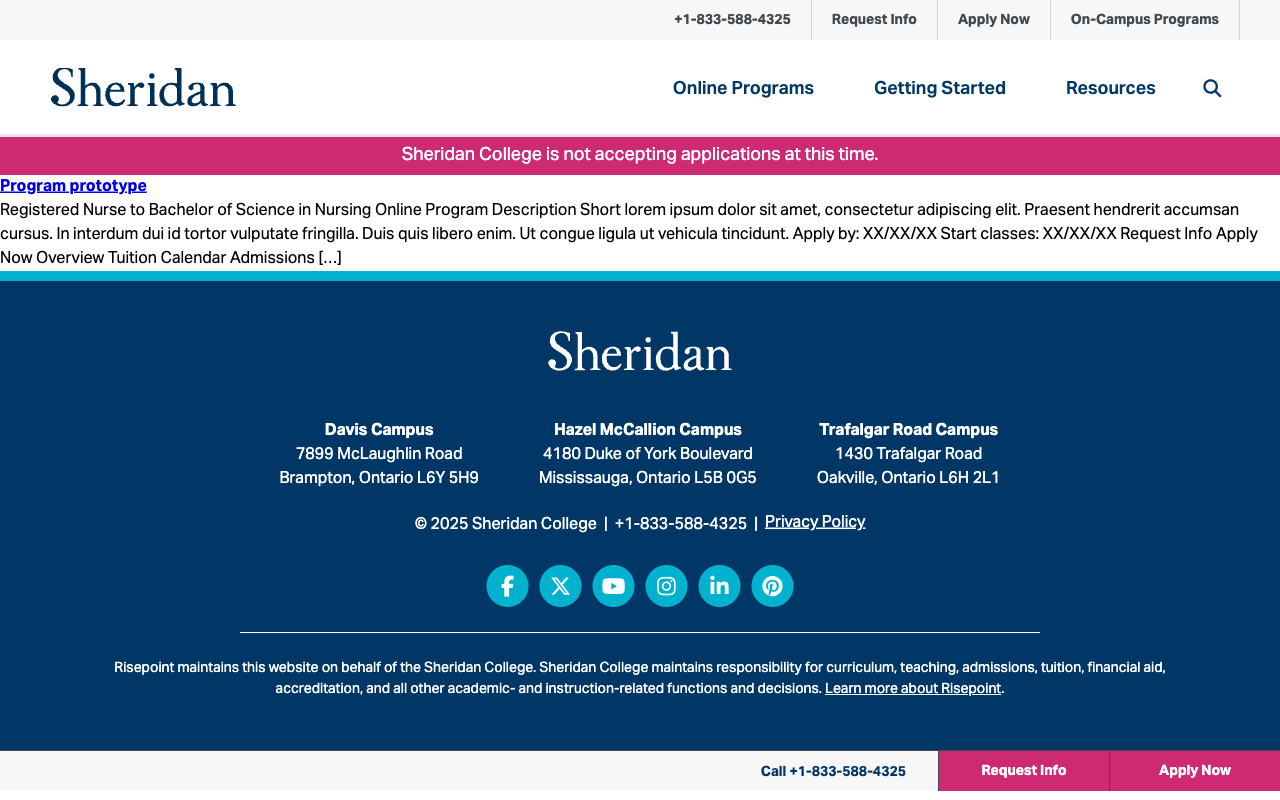 +1-833-588-4325
Request Info
Apply Now
On-Campus Programs
Sheridan
Online Programs
Getting Started
Resources
Sheridan College is not accepting applications at this time.
Program prototype
Registered Nurse to Bachelor of Science in Nursing Online Program Description Short lorem ipsum dolor sit amet, consectetur adipiscing elit. Praesent hendrerit accumsan
cursus. In interdum dui id tortor vulputate fringilla. Duis quis libero enim. Ut congue ligula ut vehicula tincidunt. Apply by: XX/XX/XX Start classes: XX/XX/XX Request Info Apply
Now Overview Tuition Calendar Admissions […]
Sheridan
Davis Campus
7899 McLaughlin Road
Brampton, Ontario L6Y 5H9
Hazel McCallion Campus
4180 Duke of York Boulevard
Mississauga, Ontario L5B 0G5
Trafalgar Road Campus
1430 Trafalgar Road
Oakville, Ontario L6H 2L1
© 2025 Sheridan College | +1-833-588-4325 | Privacy Policy
Risepoint maintains this website on behalf of the Sheridan College. Sheridan College maintains responsibility for curriculum, teaching, admissions, tuition, financial aid,
accreditation, and all other academic- and instruction-related functions and decisions. Learn more about Risepoint.
Call +1-833-588-4325
Request Info
Apply Now